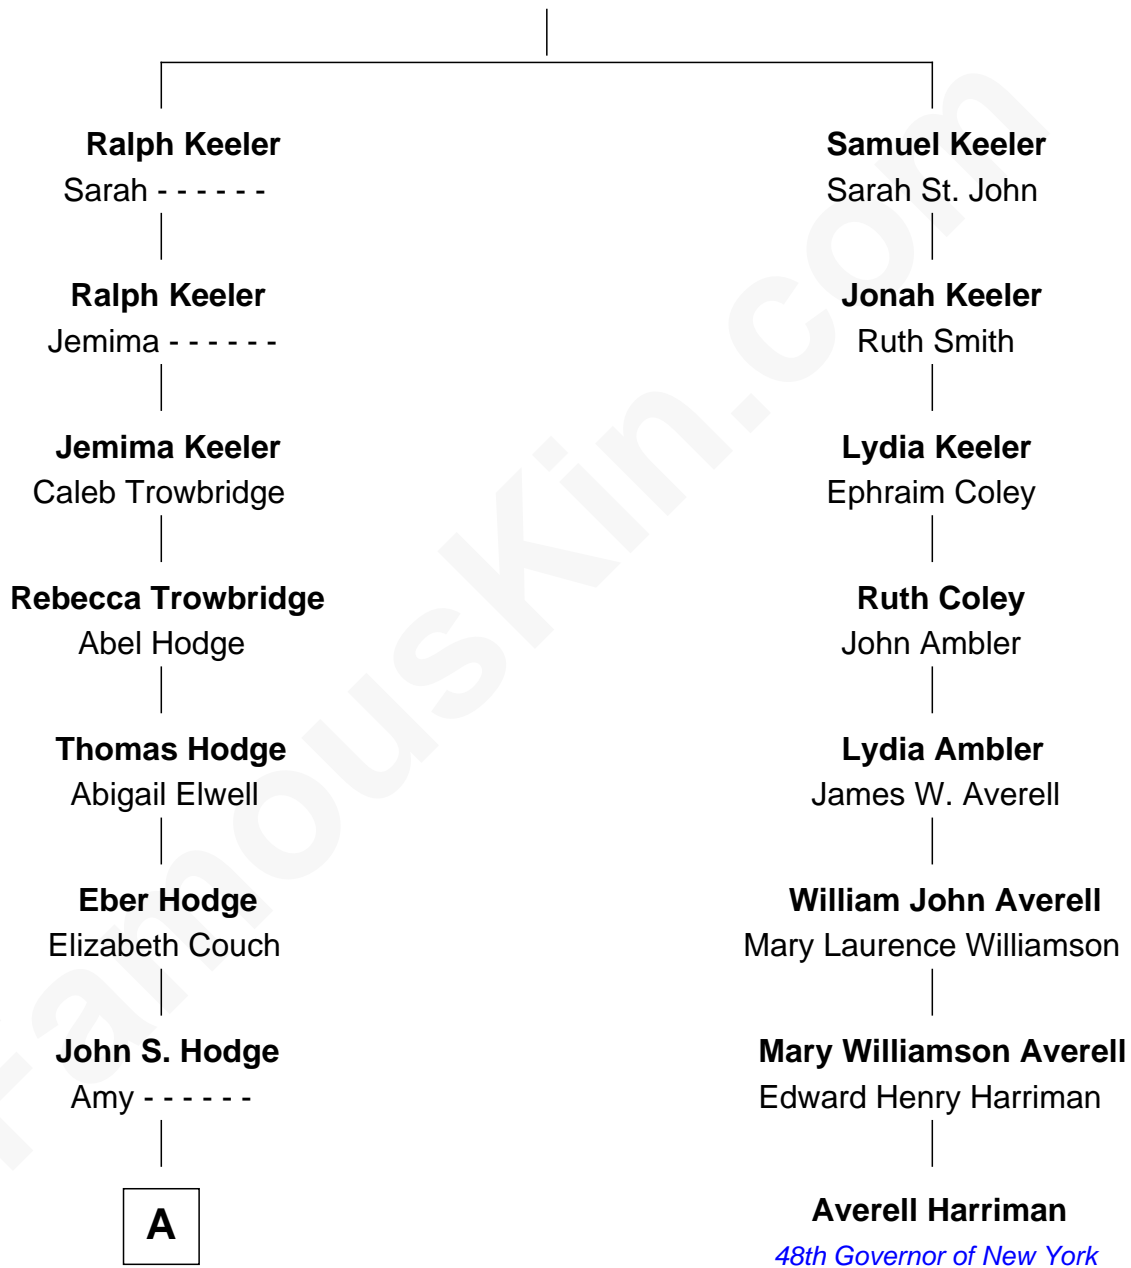 Ralph Keeler
Sarah - - - - - -
Ralph Keeler
Jemima - - - - - -
Jemima Keeler
Caleb Trowbridge
Rebecca Trowbridge
Abel Hodge
Thomas Hodge
Abigail Elwell
Eber Hodge
Elizabeth Couch
John S. Hodge
Amy - - - - - -
A
Samuel Keeler
Sarah St. John
Jonah Keeler
Ruth Smith
Lydia Keeler
Ephraim Coley
Ruth Coley
John Ambler
Lydia Ambler
James W. Averell
William John Averell
Mary Laurence Williamson
Mary Williamson Averell
Edward Henry Harriman
Averell Harriman
48th Governor of New York
FamousKin.com